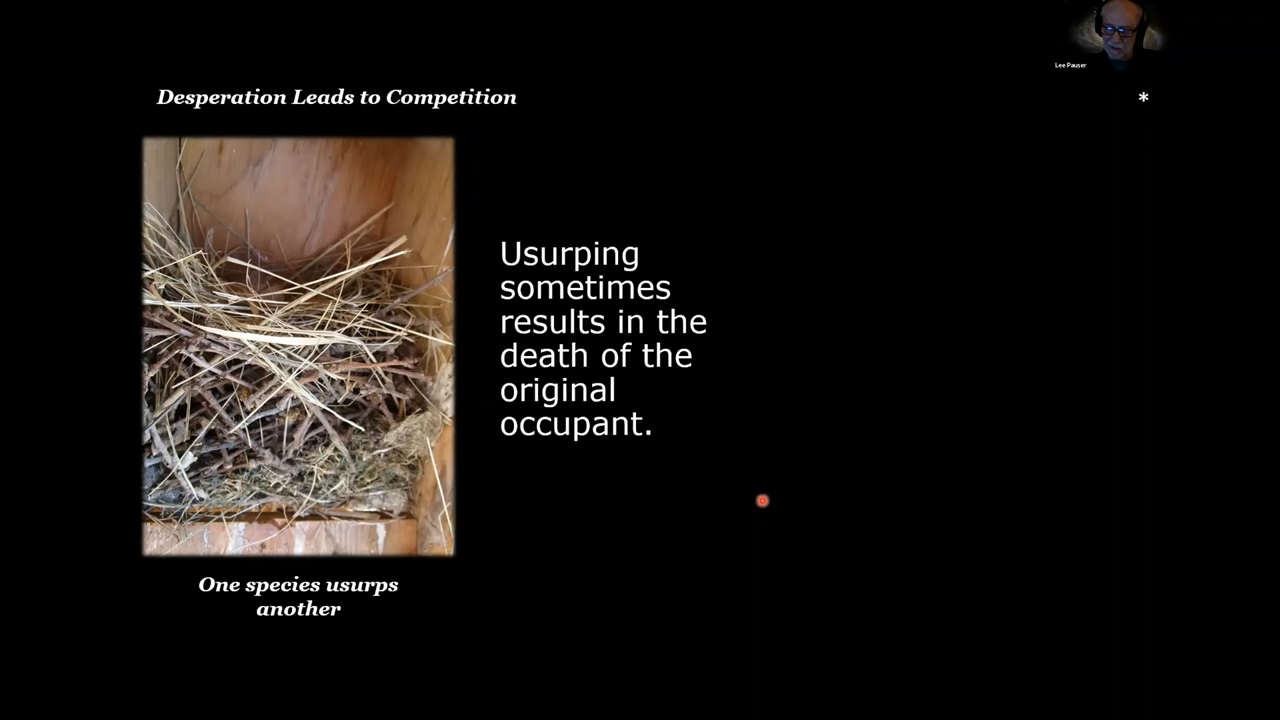 Lee Pauser
Desperation Leads to Competition
*
Usurping
sometimes
results in the
death of the
original
occupant.
One species usurps
another